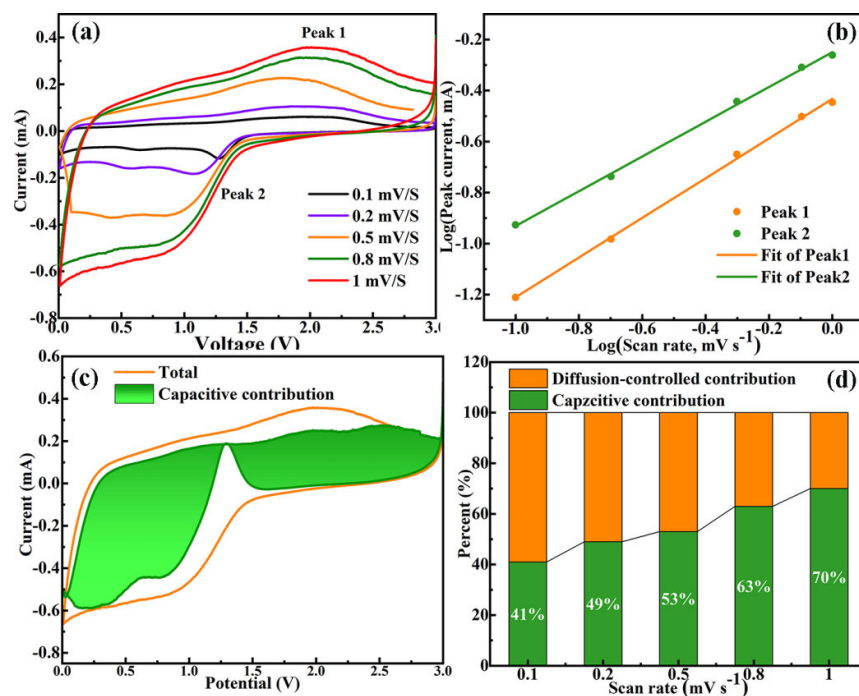 (a)
Peak 1
Peak 2
0.1 mV/S
0.2 mV/S
0.5 mV/S
0.8 mV/S
1 mV/S
0.4
0.2
0.0
-0.2
-0.4
-0.6
-0.8
Current (mA)
0.0 0.5 1.0 1.5 2.0 2.5 3.0
Voltage (V)
(b)
-0.2
-0.4
-0.6
-0.8
-1.0
-1.2
Log(Peak current, mA)
Peak 1
Peak 2
Fit of Peak1
Fit of Peak2
-1.0 -0.8 -0.6 -0.4 -0.2 0.0
Log(Scan rate, mV s-1)
(c)
Total
Capacitive contribution
0.6
0.4
0.2
0.0
-0.2
-0.4
-0.6
-0.8
Current (mA)
0.0 0.5 1.0 1.5 2.0 2.5 3.0
Potential (V)
(d)
Diffusion-controlled contribution
Capzcitive contribution
120
100
80
60
40
20
0
Percent (%)
41% 49% 53% 63% 70%
0.1 0.2 0.5 0.8 1
Scan rate (mV s-1)